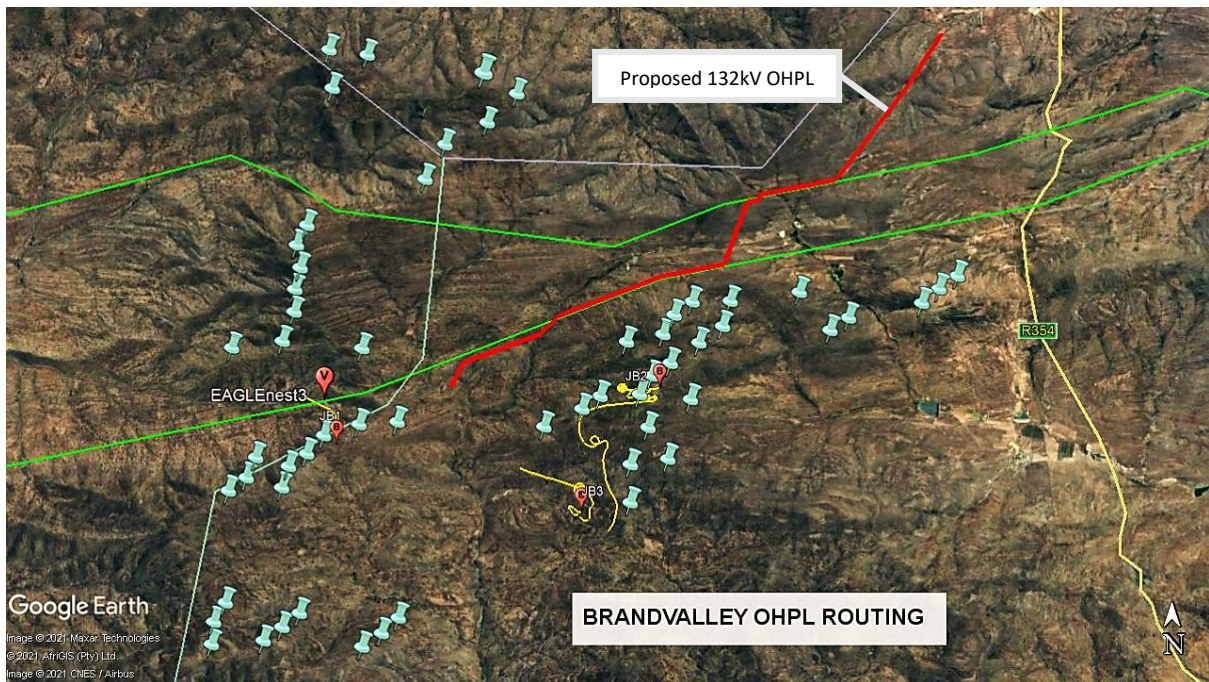 Proposed 132kV OHPL
R354
V
EAGLEnest3
JB2
B
JB1
B
JB3
BRANDVALLEY OHPL ROUTING
Google Earth
Image © 2021 Maxar Technologies
© 2021 AfriGIS (Pty) Ltd.
Image © 2021 CNES / Airbus
N